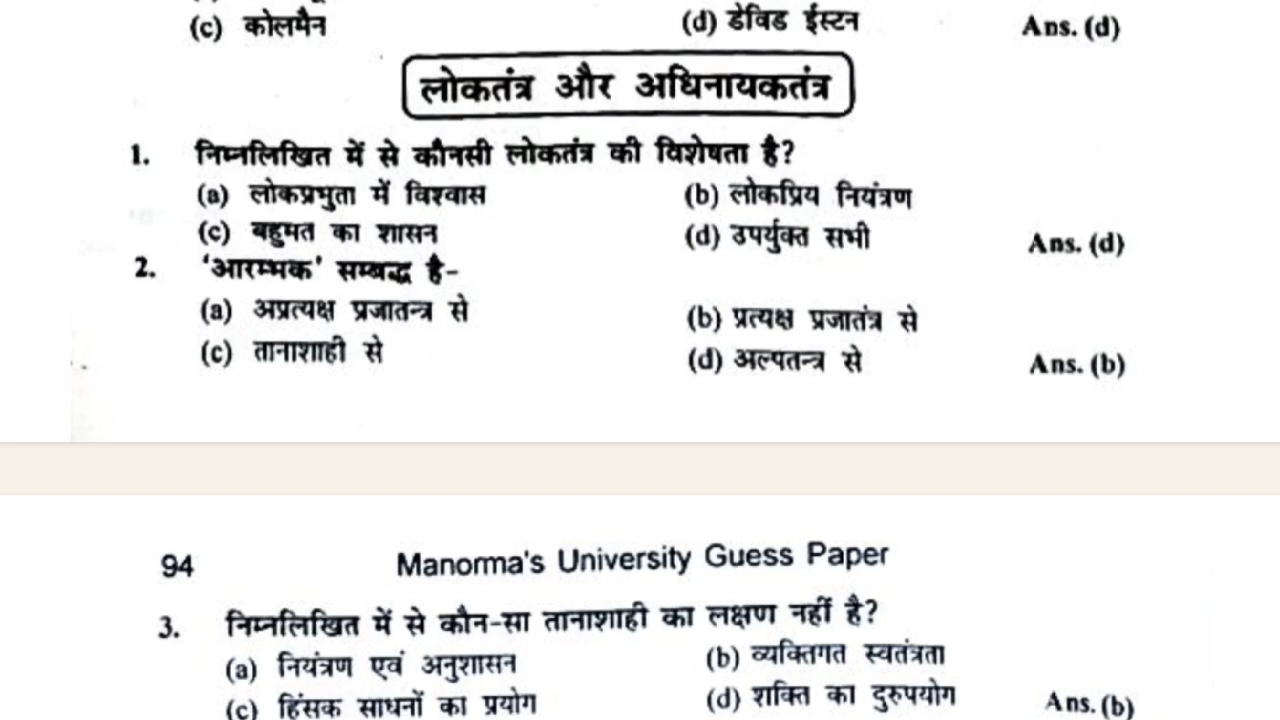 (c) कोलमैन (d) डेविड ईस्टन Ans. (d)
लोकतंत्र और अधिनायकतंत्र
1. निम्नलिखित में से कौनसी लोकतंत्र की विशेषता है?
(a) लोकप्रभुता में विश्वास (b) लोकप्रिय नियंत्रण
(c) बहुमत का शासन (d) उपर्युक्त सभी Ans. (d)
2. 'आरम्भक' सम्बद्ध है-
(a) अप्रत्यक्ष प्रजातन्त्र से (b) प्रत्यक्ष प्रजातंत्र से
(c) तानाशाही से (d) अल्पतन्त्र से Ans. (b)
94 Manorma's University Guess Paper
3. निम्नलिखित में से कौन-सा तानाशाही का लक्षण नहीं है?
(a) नियंत्रण एवं अनुशासन (b) व्यक्तिगत स्वतंत्रता
(c) हिंसक साधनों का प्रयोग (d) शक्ति का दुरुपयोग Ans. (b)